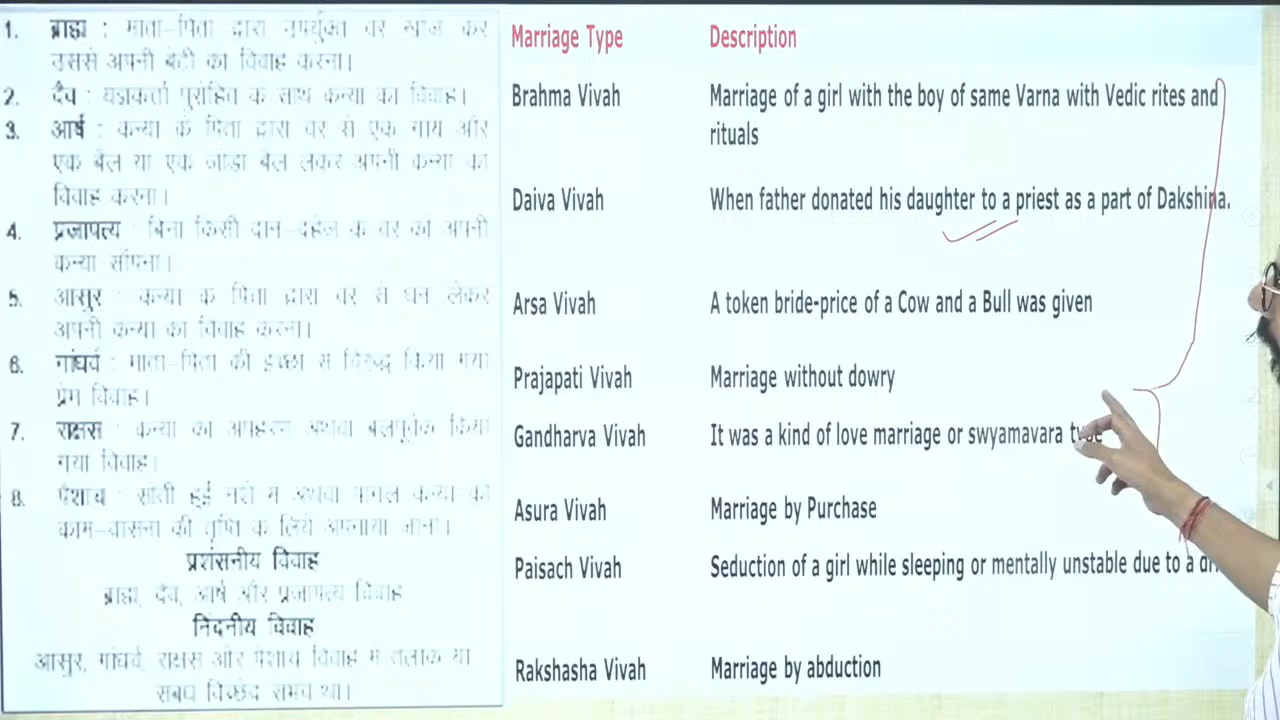 1. ब्राह्म : माता-पिता द्वारा उपर्युक्त वर खोज कर
उससे अपनी बेटी का विवाह करना।
2. दैव : यज्ञकर्त्ता पुरोहित के साथ कन्या का विवाह।
3. आर्ष : कन्या के पिता द्वारा वर से एक गाय और
एक बैल या एक जोड़ा बैल लेकर अपनी कन्या का
विवाह करना।
4. प्रजापत्य : बिना किसी दान-दहेज के वर को अपनी
कन्या सौंपना।
5. आसुर : कन्या के पिता द्वारा वर से धन लेकर
अपनी कन्या का विवाह करना।
6. गांधर्व : माता-पिता की इच्छा से विरुद्ध किया गया
प्रेम विवाह।
7. राक्षस : कन्या का अपहरण अथवा बलपूर्वक किया
गया विवाह।
8. पैशाच : सोती हुई नशे में अथवा पागल कन्या को
काम-वासना की तृप्ति के लिये अपनाया जाना।
प्रशंसनीय विवाह
ब्राह्म, दैव, आर्ष और प्रजापत्य विवाह
निंदनीय विवाह
आसुर, गांधर्व, राक्षस और पैशाच विवाह में तलाक या
संबंध विच्छेद संभव था।
Marriage Type Description
Brahma Vivah Marriage of a girl with the boy of same Varna with Vedic rites and
rituals
Daiva Vivah When father donated his daughter to a priest as a part of Dakshina.
Arsa Vivah A token bride-price of a Cow and a Bull was given
Prajapati Vivah Marriage without dowry
Gandharva Vivah It was a kind of love marriage or swyamavara
Asura Vivah Marriage by Purchase
Paisach Vivah Seduction of a girl while sleeping or mentally unstable due to a
Rakshasha Vivah Marriage by abduction